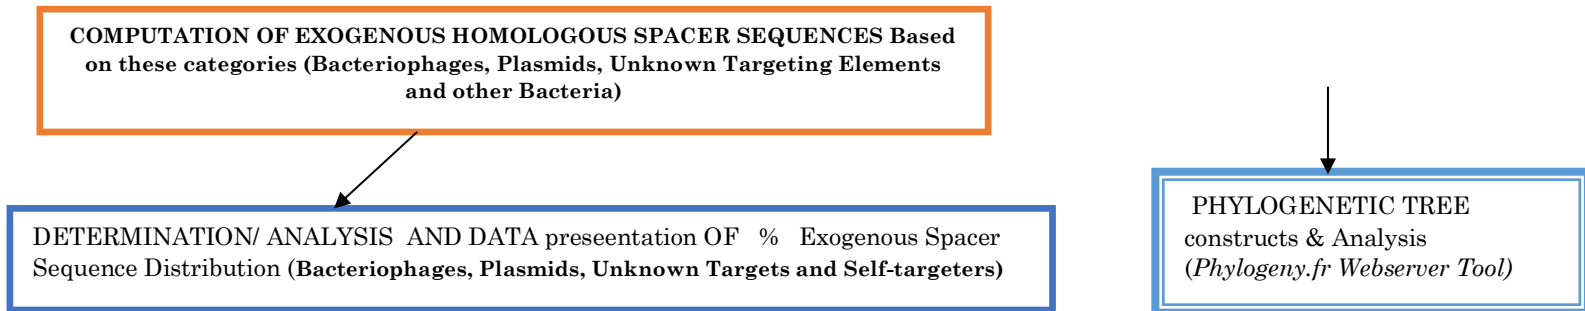 COMPUTATION OF EXOGENOUS HOMOLOGOUS SPACER SEQUENCES Based
on these categories (Bacteriophages, Plasmids, Unknown Targeting Elements
and other Bacteria)
DETERMINATION/ ANALYSIS AND DATA preseentation OF % Exogenous Spacer
Sequence Distribution (Bacteriophages, Plasmids, Unknown Targets and Self-targeters)
PHYLOGENETIC TREE
constructs & Analysis
(Phylogeny.fr Webserver Tool)